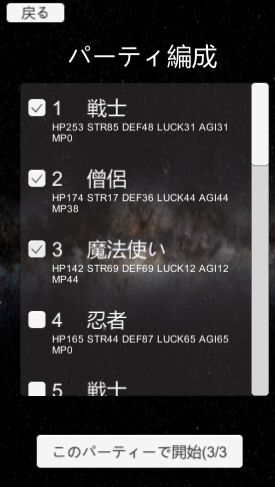 戻る
パーティ編成
1 戦士
HP253 STR85 DEF48 LUCK31 AGI31
MP0
2 僧侶
HP174 STR17 DEF36 LUCK44 AGI44
MP38
3 魔法使い
HP142 STR69 DEF69 LUCK12 AGI12
MP44
4 忍者
HP165 STR44 DEF87 LUCK65 AGI65
MP0
5 戦士
このパーティーで開始(3/3